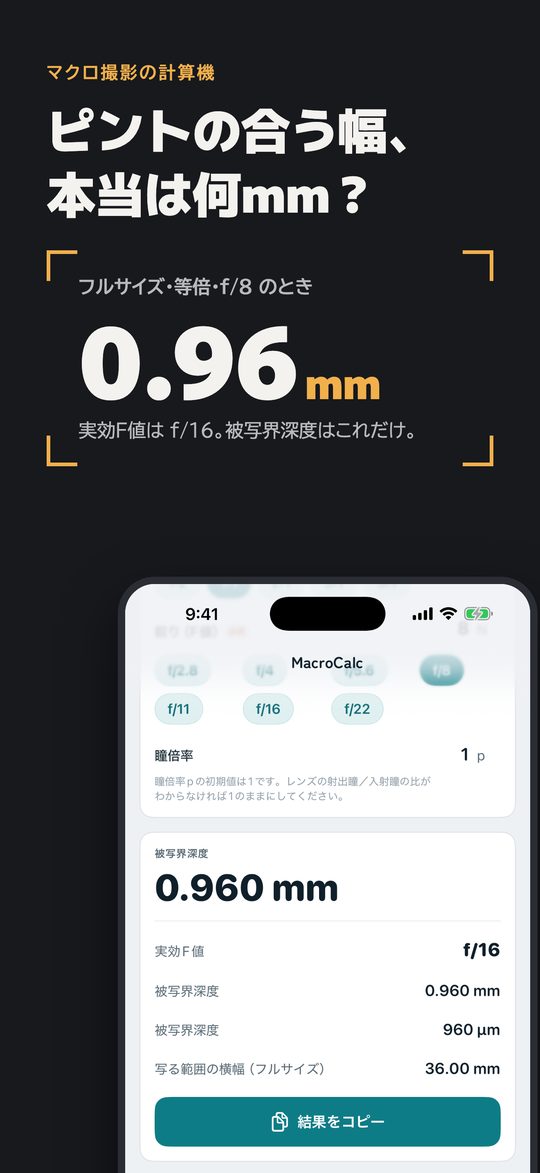 マクロ撮影の計算機
ピントの合う幅、
本当は何mm？
フルサイズ・等倍・f/8 のとき
0.96 mm
実効F値は f/16。被写界深度はこれだけ。
9:41
MacroCalc
f/2.8 f/4 f/5.6 f/8
f/11 f/16 f/22
瞳倍率 1 p
瞳倍率pの初期値は1です。レンズの射出瞳／入射瞳の比が
わからなければ1のままにしてください。
被写界深度
0.960 mm
実効F値 f/16
被写界深度 0.960 mm
被写界深度 960 µm
写る範囲の横幅（フルサイズ） 36.00 mm
結果をコピー